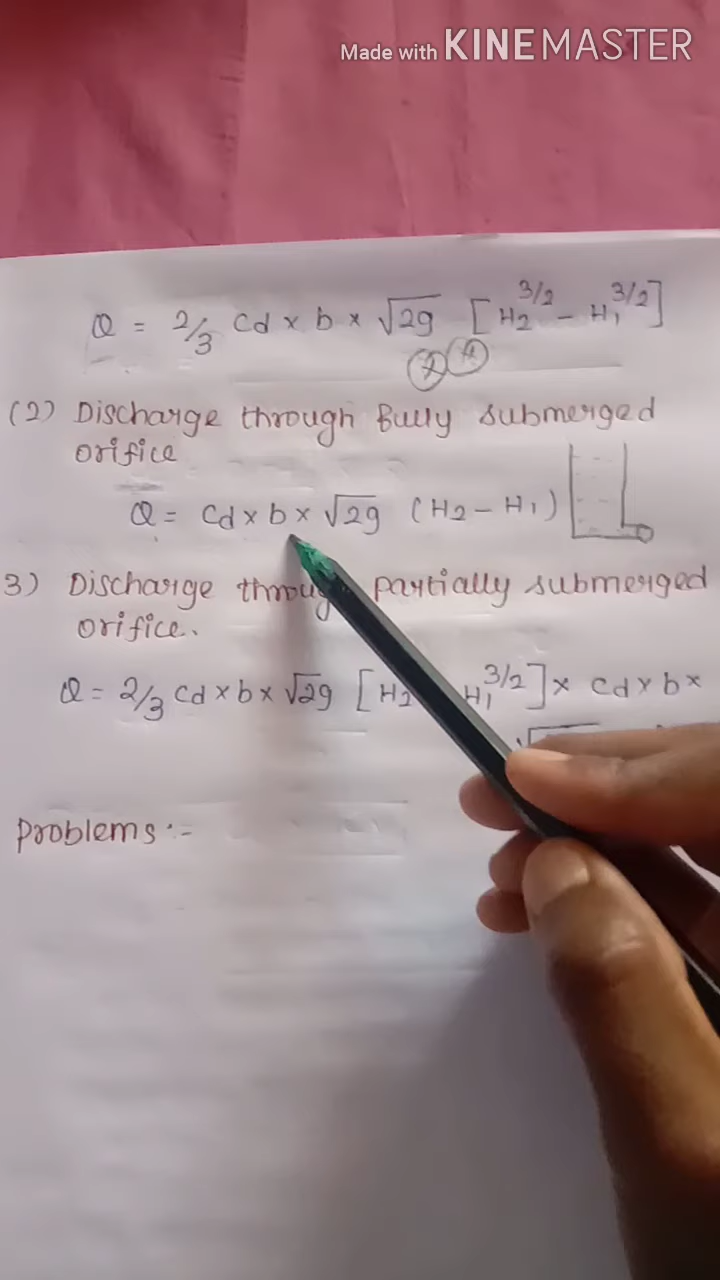 Made with KINEMASTER
Q = 2/3 Cd × b × √2g [H₂^3/2 - H₁^3/2]
(2) Discharge through fully submerged
orifice
Q = Cd × b × √2g (H₂ - H₁)
3) Discharge through partially submerged
orifice.
Q = 2/3 Cd × b × √2g [H₂ H₁^3/2] × Cd × b ×
Problems :-